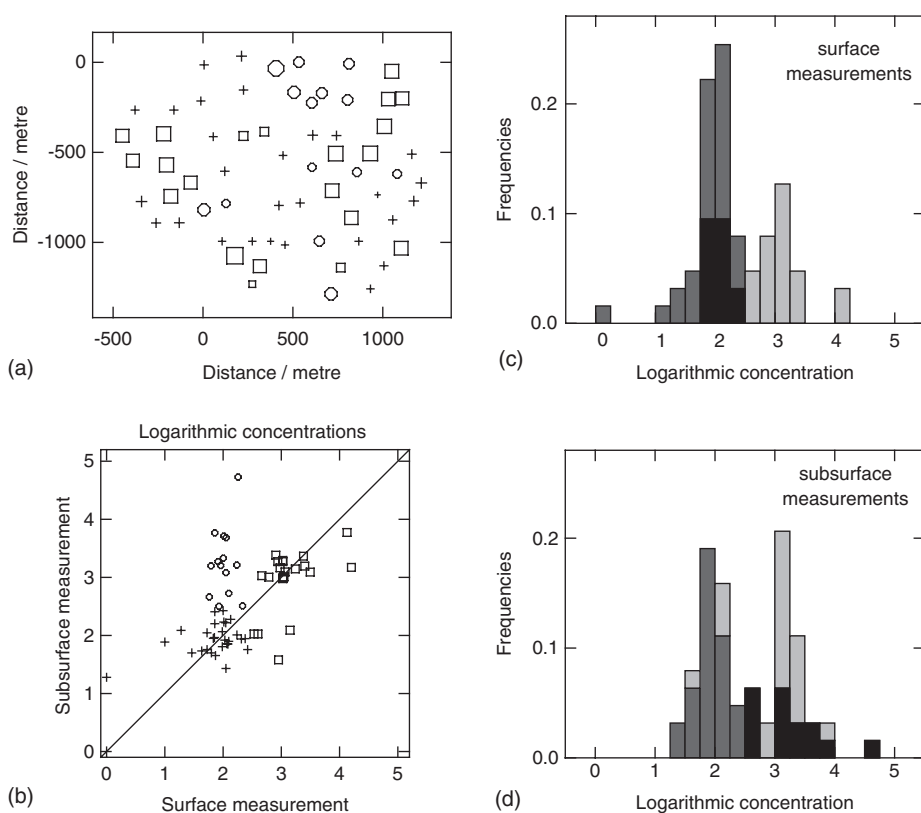 0
-500
-1000
Distance / metre
-500 0 500 1000
Distance / metre
(a)
surface
measurements
0.2
0.1
0.0
Frequencies
0 1 2 3 4 5
Logarithmic concentration
(c)
Logarithmic concentrations
5
4
3
2
1
0
Subsurface measurement
0 1 2 3 4 5
Surface measurement
(b)
subsurface
measurements
0.2
0.1
0.0
Frequencies
0 1 2 3 4 5
Logarithmic concentration
(d)